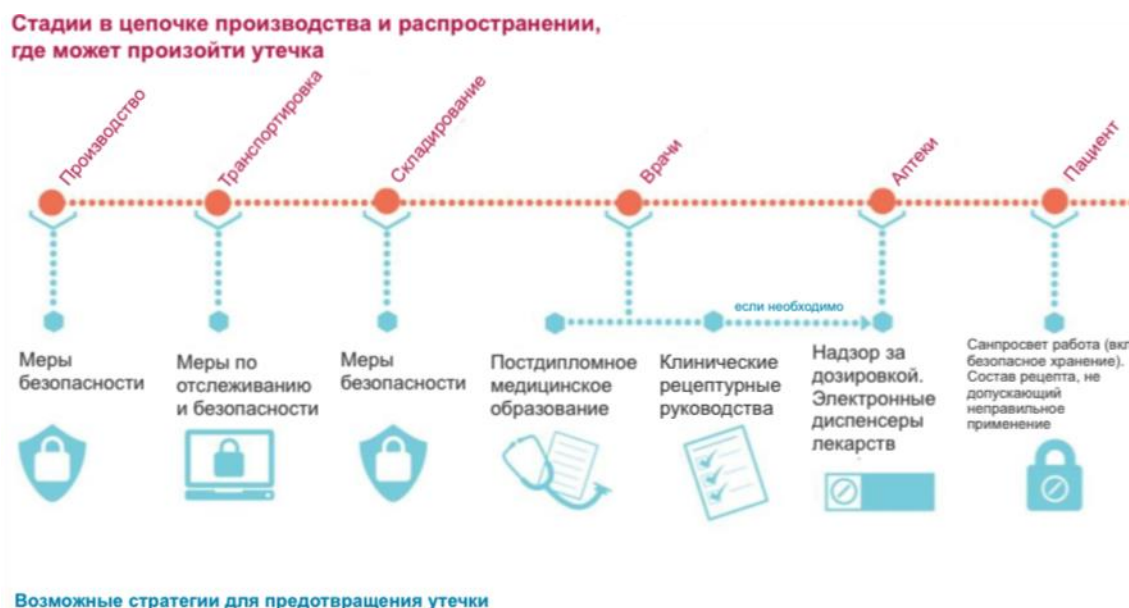 Стадии в цепочке производства и распространении,
где может произойти утечка
Производство
Транспортировка
Складирование
Врачи
Аптеки
Пациент
если необходимо
Меры
безопасности
Меры по
отслеживанию
и безопасности
Меры
безопасности
Постдипломное
медицинское
образование
Клинические
рецептурные
руководства
Надзор за
дозировкой.
Электронные
диспенсеры
лекарств
Санпросвет работа (вкл
безопасное хранение).
Состав рецепта, не
допускающий
неправильное
применение
Возможные стратегии для предотвращения утечки